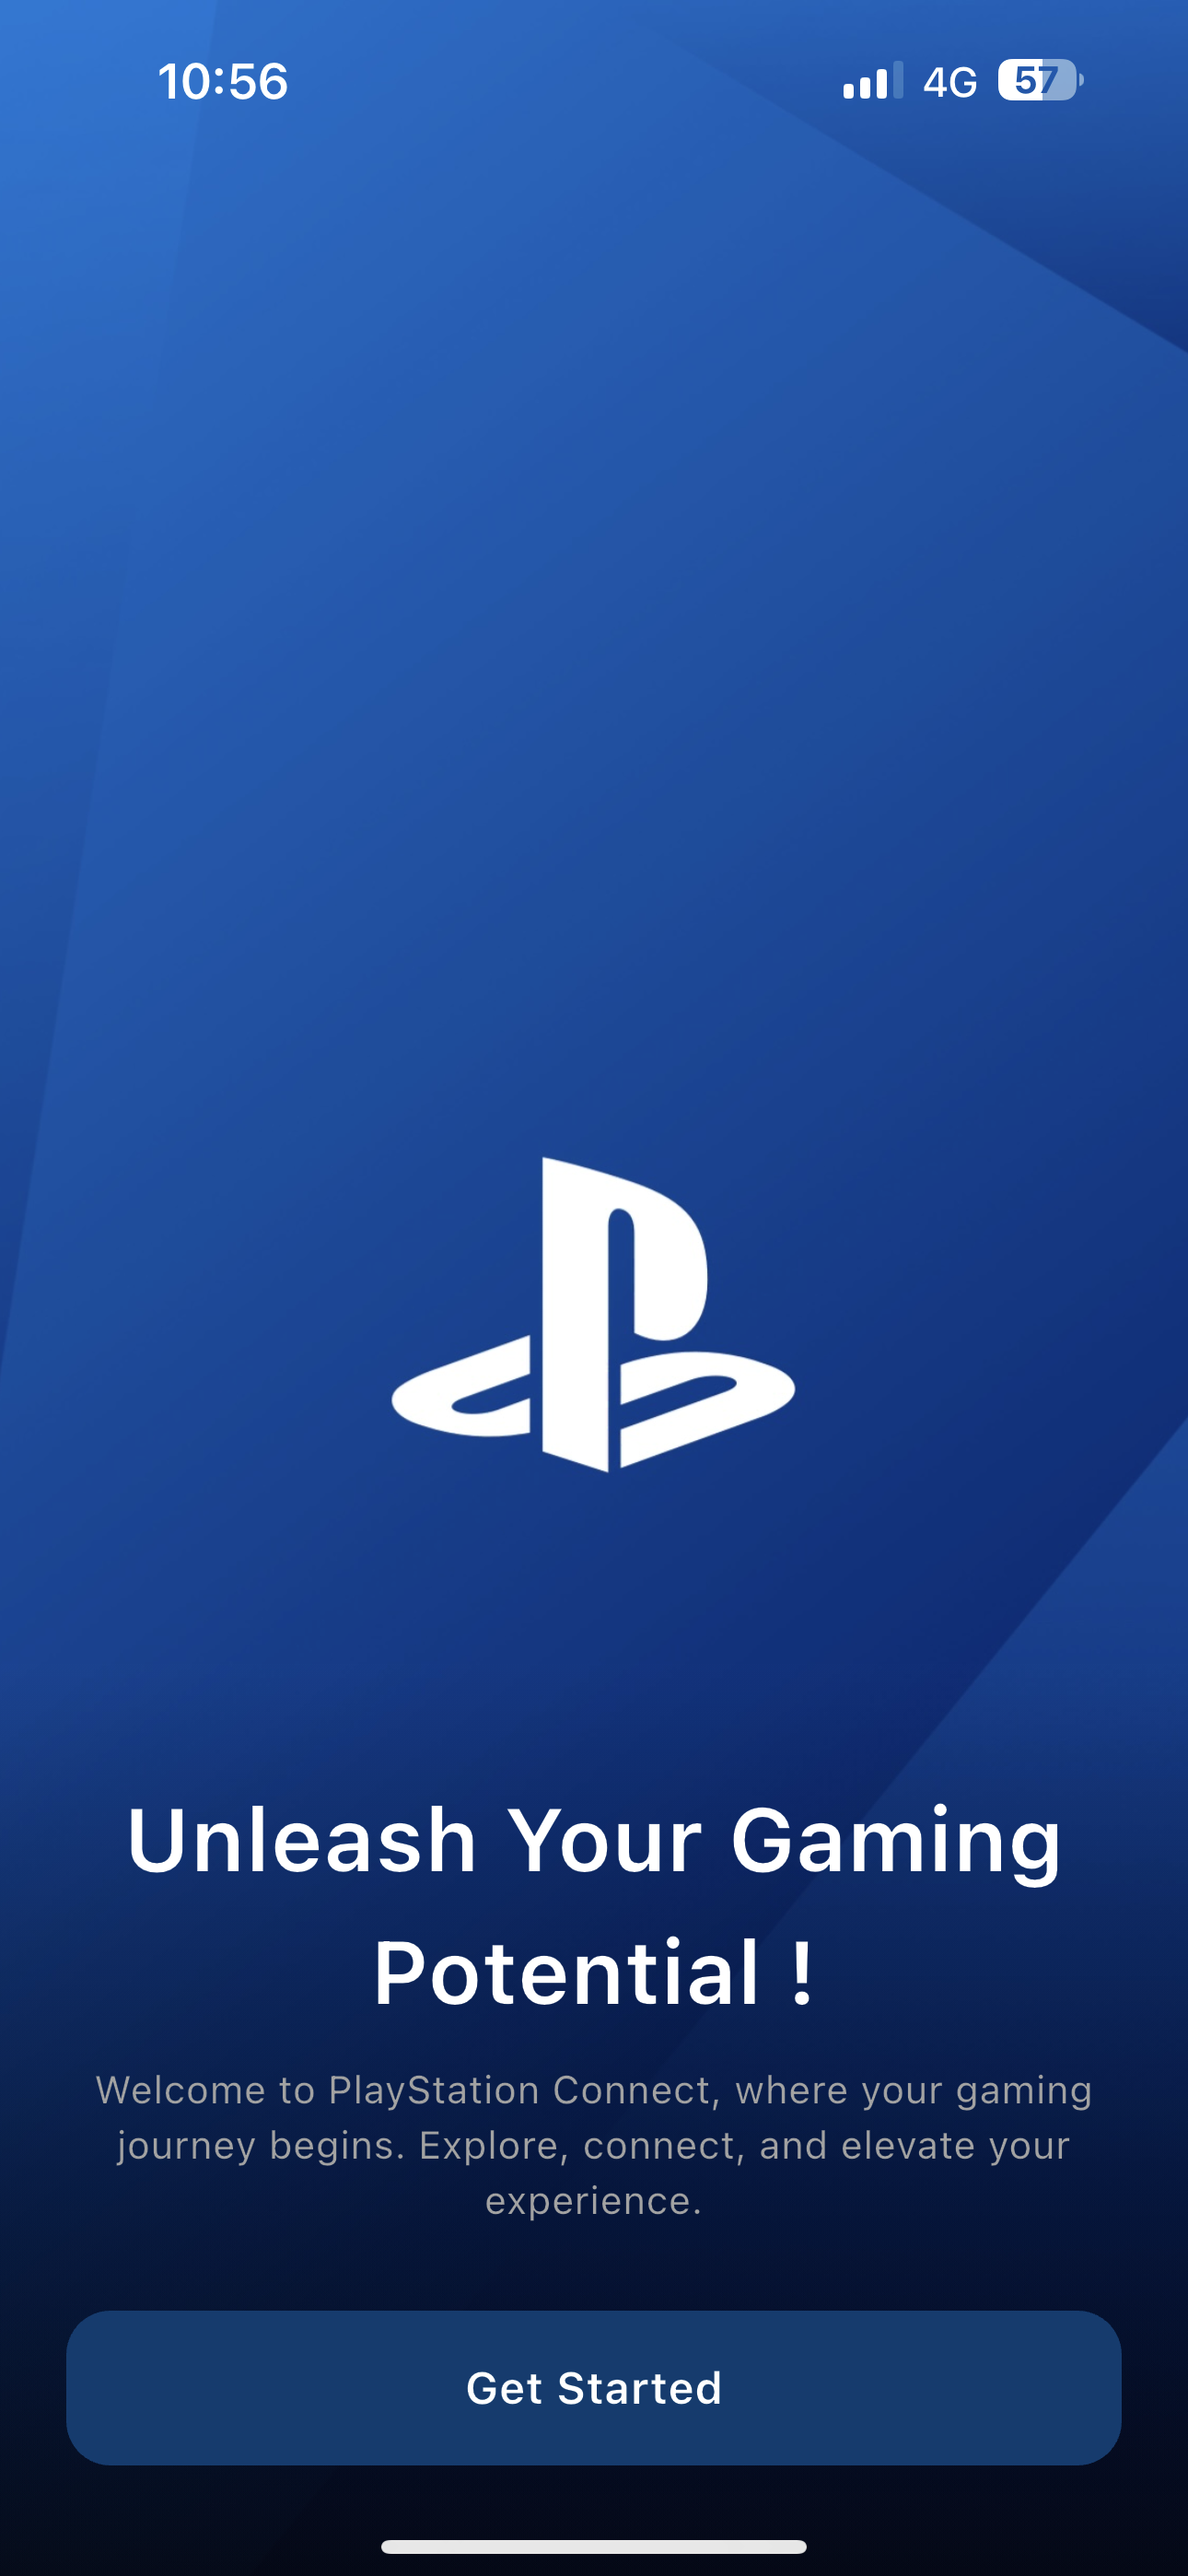 10:56 4G 57
Unleash Your Gaming
Potential !
Welcome to PlayStation Connect, where your gaming
journey begins. Explore, connect, and elevate your
experience.
Get Started